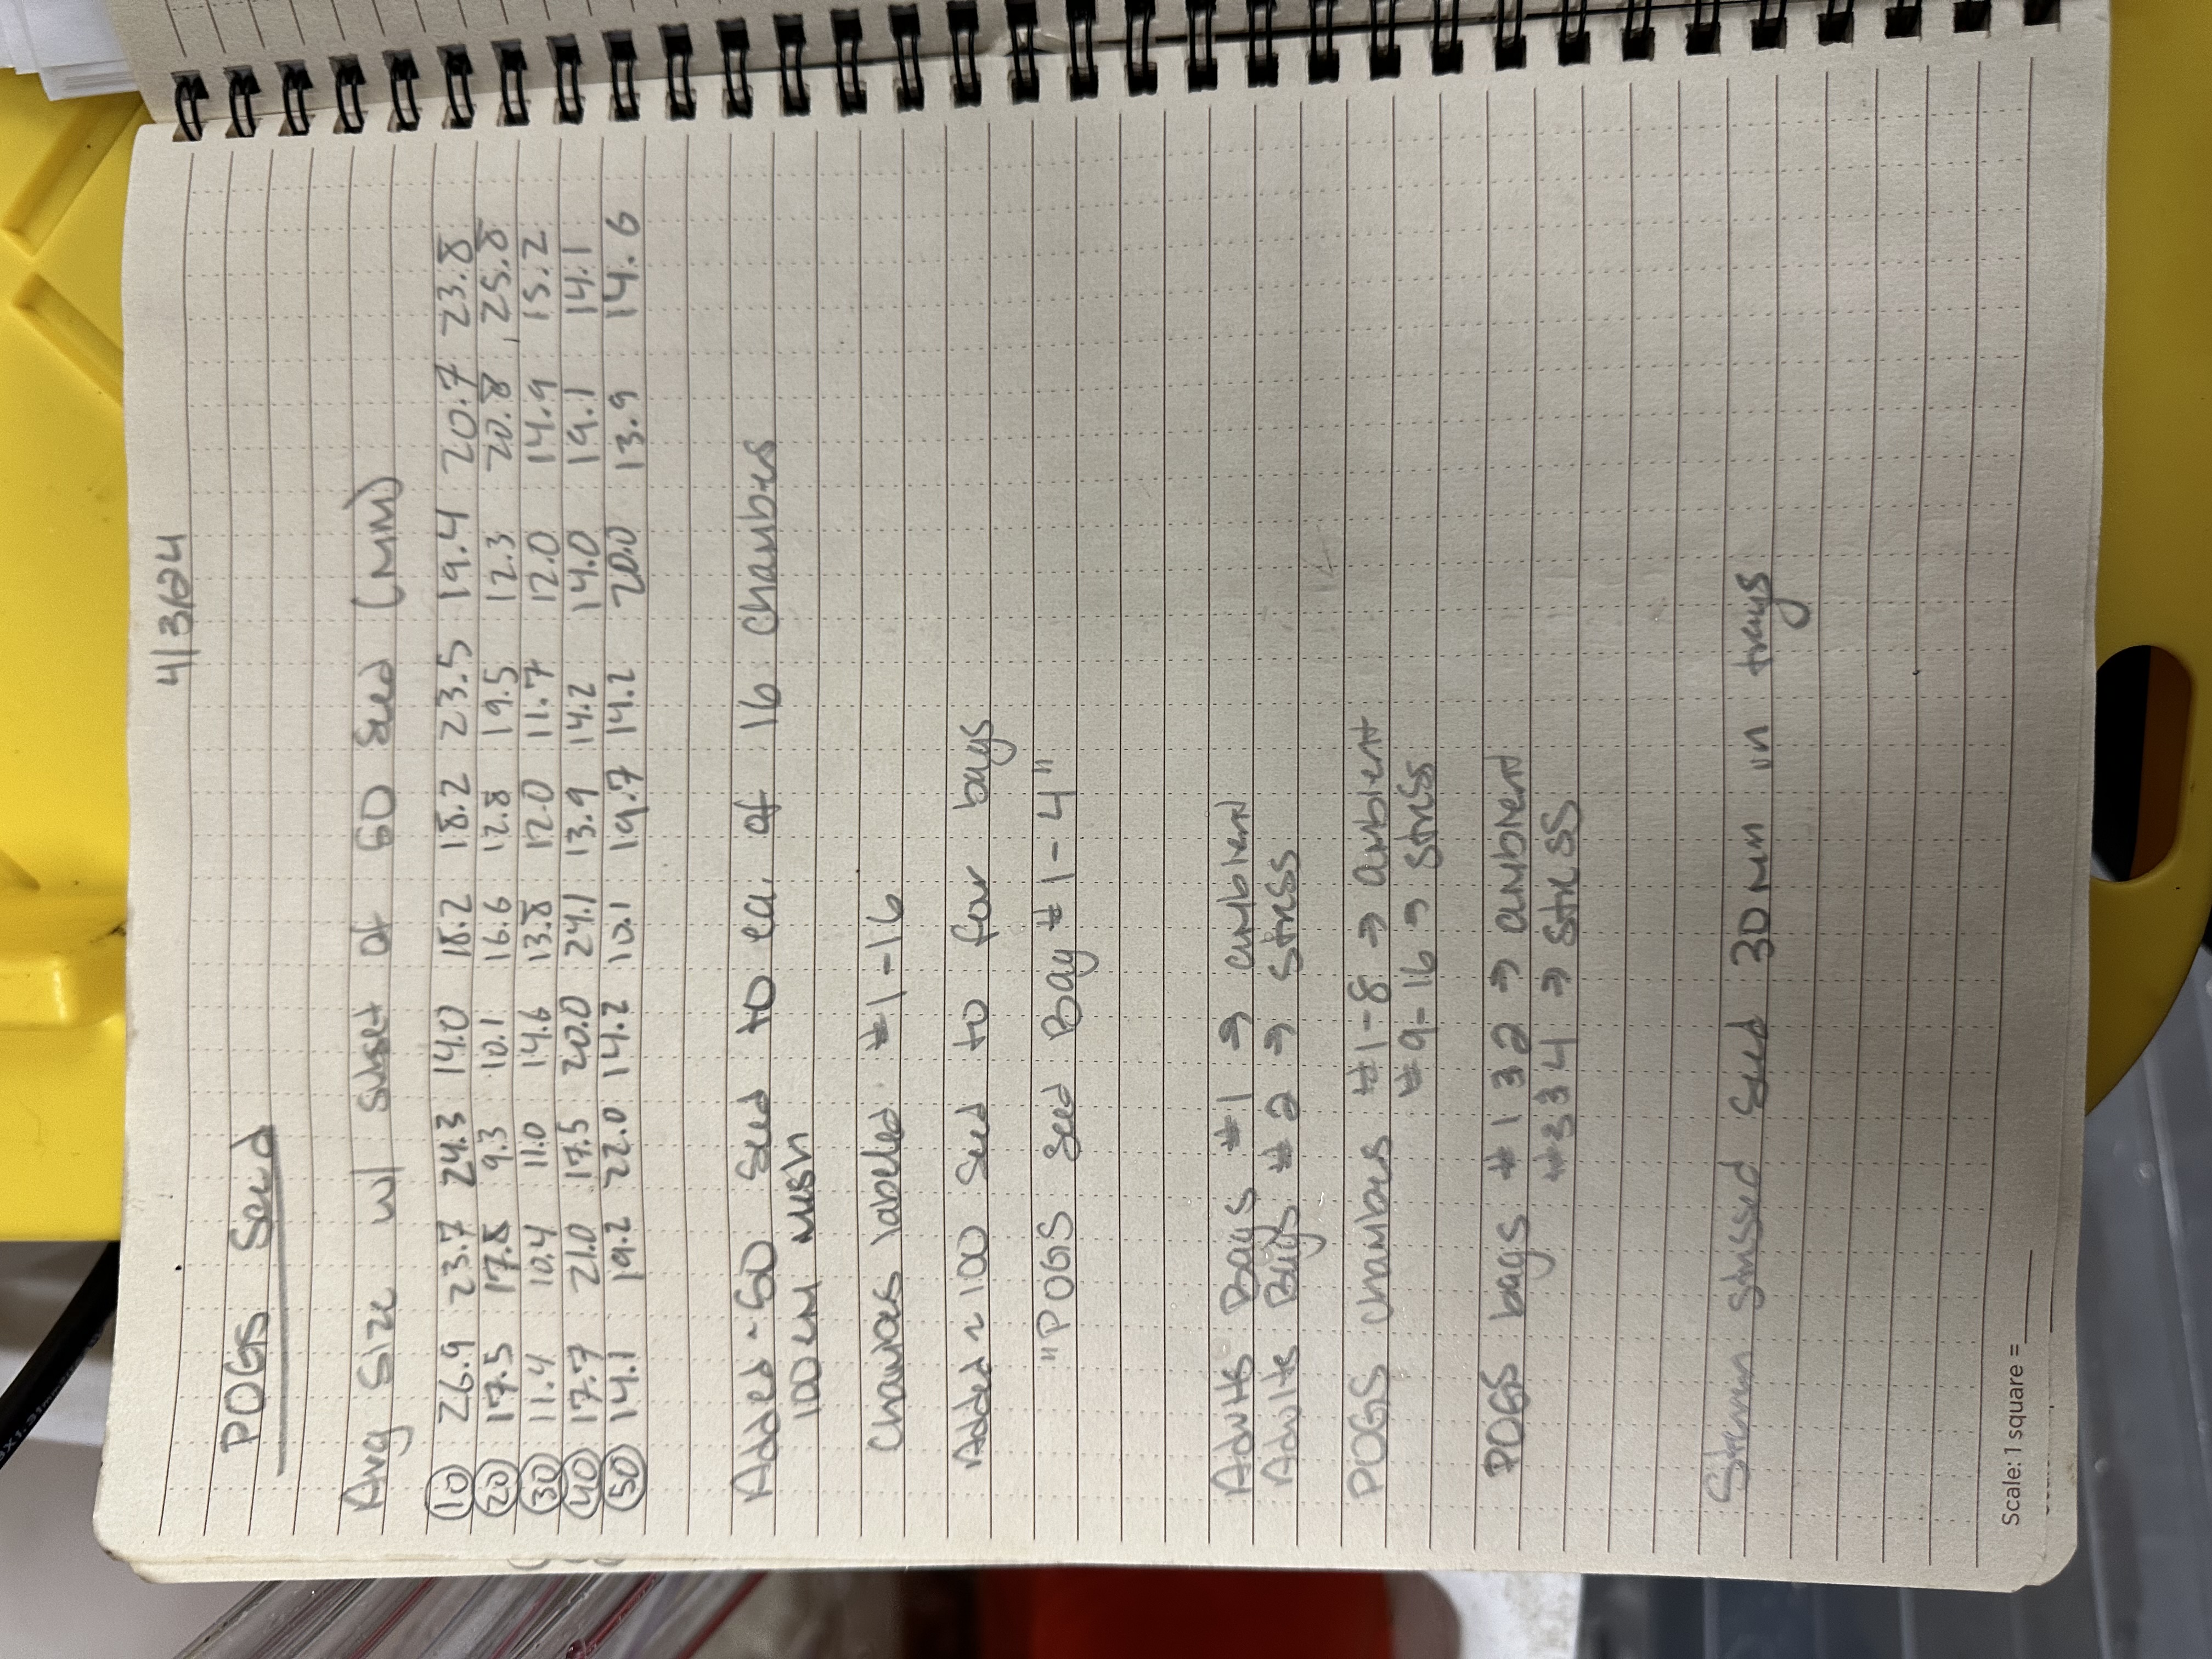 4/3/24
POGS Seed
Avg Size w/ subset of 50 Seed (MM)
10 26.9 23.7 24.3 14.0 18.2 18.2 23.5 19.4 20.7 23.8
20 17.5 17.8 9.3 10.1 16.6 12.8 19.5 12.3 20.8 25.8
30 11.4 10.4 11.0 14.6 13.8 12.0 11.7 12.0 14.9 15.2
40 17.7 21.0 17.5 20.0 24.1 13.9 14.2 14.0 19.1 14.1
50 14.1 19.2 22.0 14.2 10.1 19.7 14.2 20.0 13.9 14.6
Added ~50 Seed to ea. of 16 chambers
mesh
Chambers labeled #1-16
Added ~100 Seed to four bags
"POGS Seed Bag #1-4"
Adults Bags #1 → ambient
Adults Bags #2 → stress
POGS chambers #1-8 → ambient
#9-16 → stress
POGS bags #1 & 2 → ambient
#3 & 4 → stress
Steven stressed seed 30 mm in trays
Scale: 1 square =